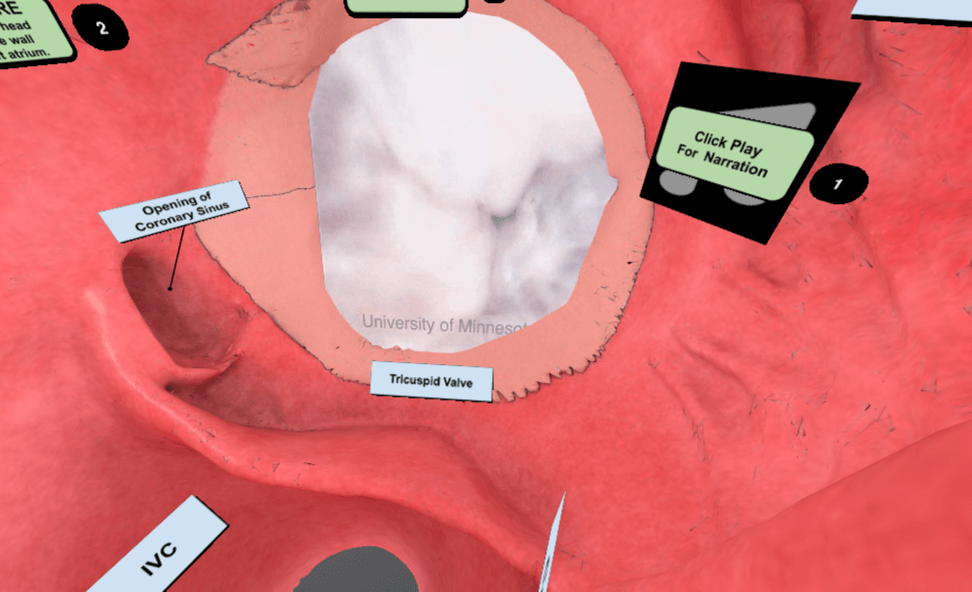 RE
head
e wall
t atrium.
2
Click Play
For Narration
1
Opening of
Coronary Sinus
University of Minnesot
Tricuspid Valve
IVC